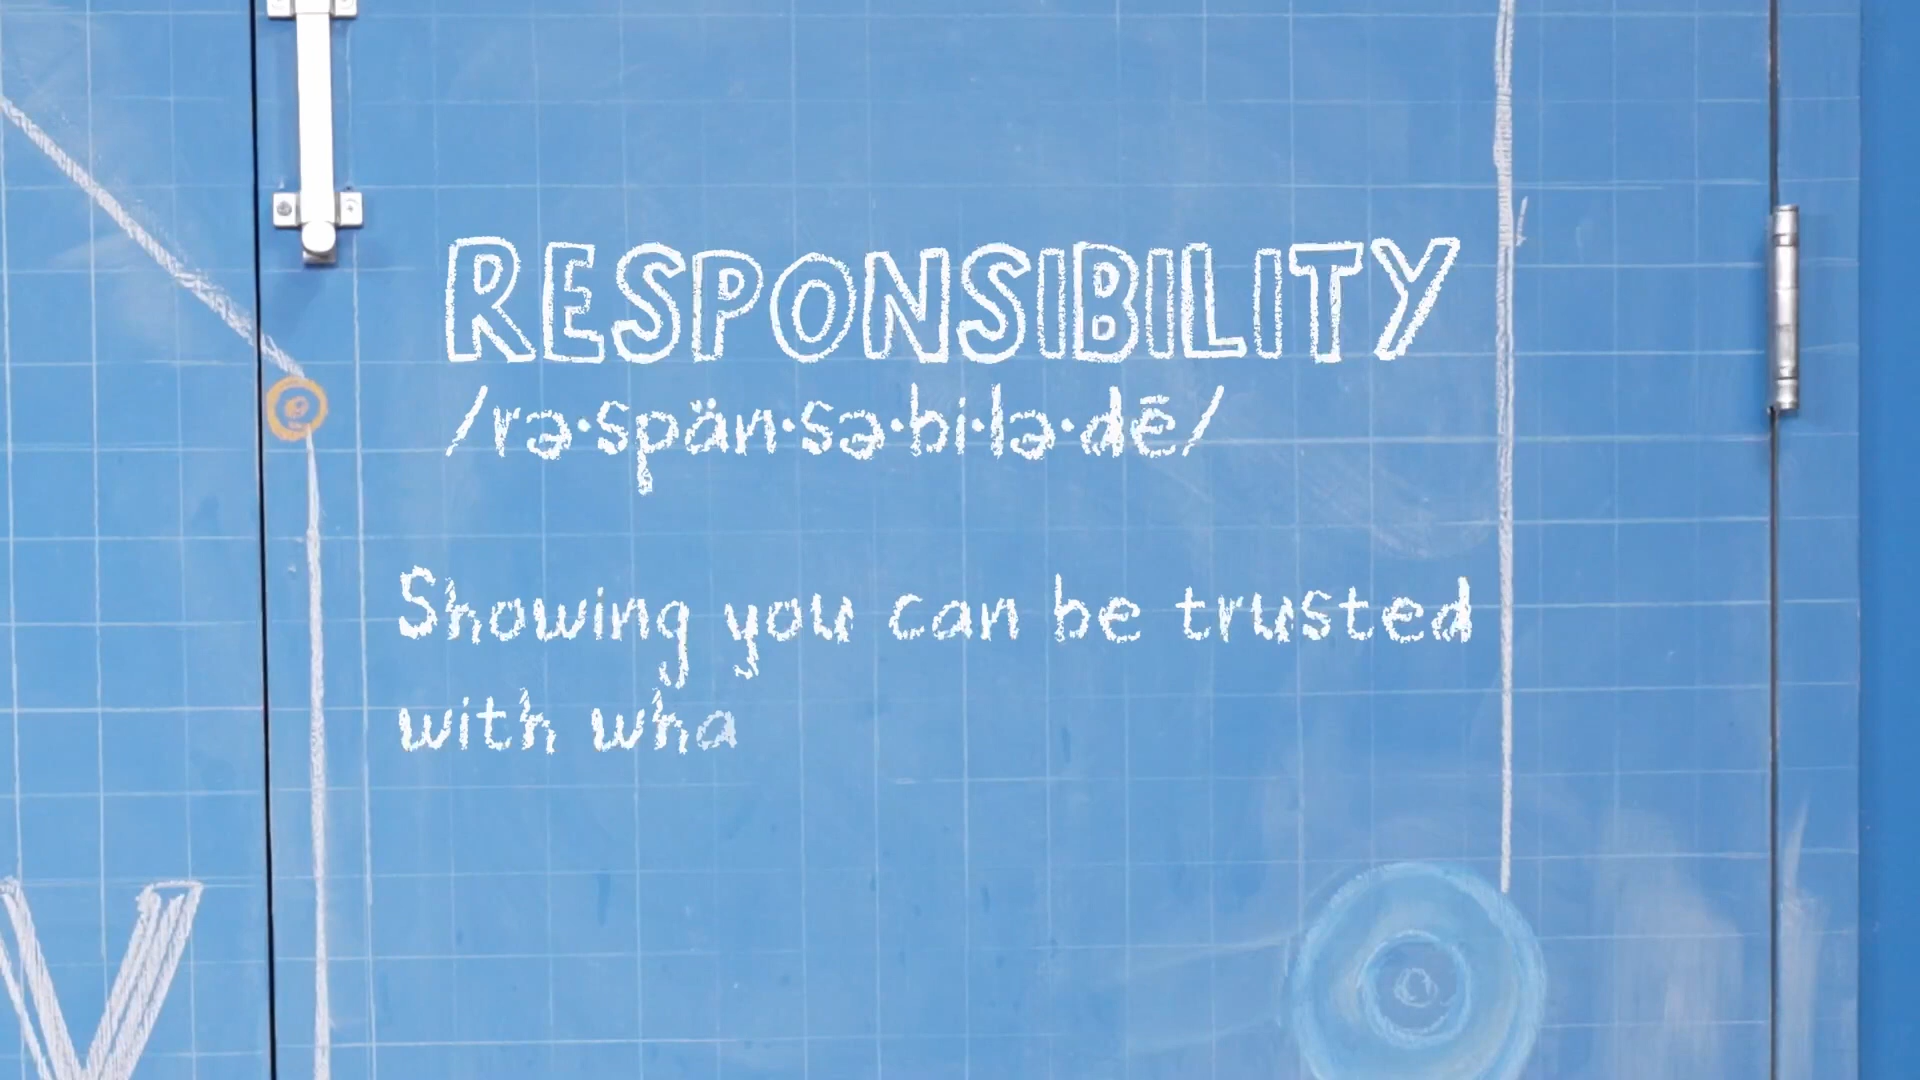 RESPONSIBILITY
/rə·spän·sə·bi·lə·dē/
Showing you can be trusted
with wha